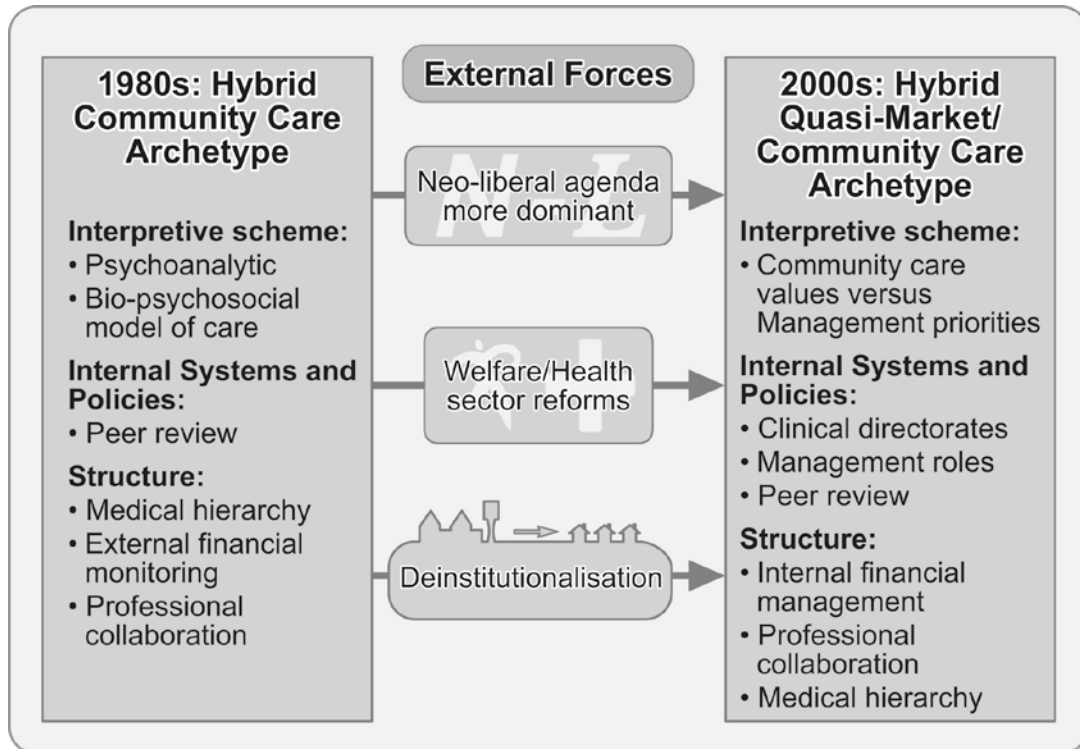 1980s: Hybrid
Community Care
Archetype
Interpretive scheme:
• Psychoanalytic
• Bio-psychosocial
model of care
Internal Systems and
Policies:
• Peer review
Structure:
• Medical hierarchy
• External financial
monitoring
• Professional
collaboration
External Forces
N-L
Neo-liberal agenda
more dominant
Welfare/Health
sector reforms
Deinstitutionalisation
2000s: Hybrid
Quasi-Market/
Community Care
Archetype
Interpretive scheme:
• Community care
values versus
Management priorities
Internal Systems and
Policies:
• Clinical directorates
• Management roles
• Peer review
Structure:
• Internal financial
management
• Professional
collaboration
• Medical hierarchy